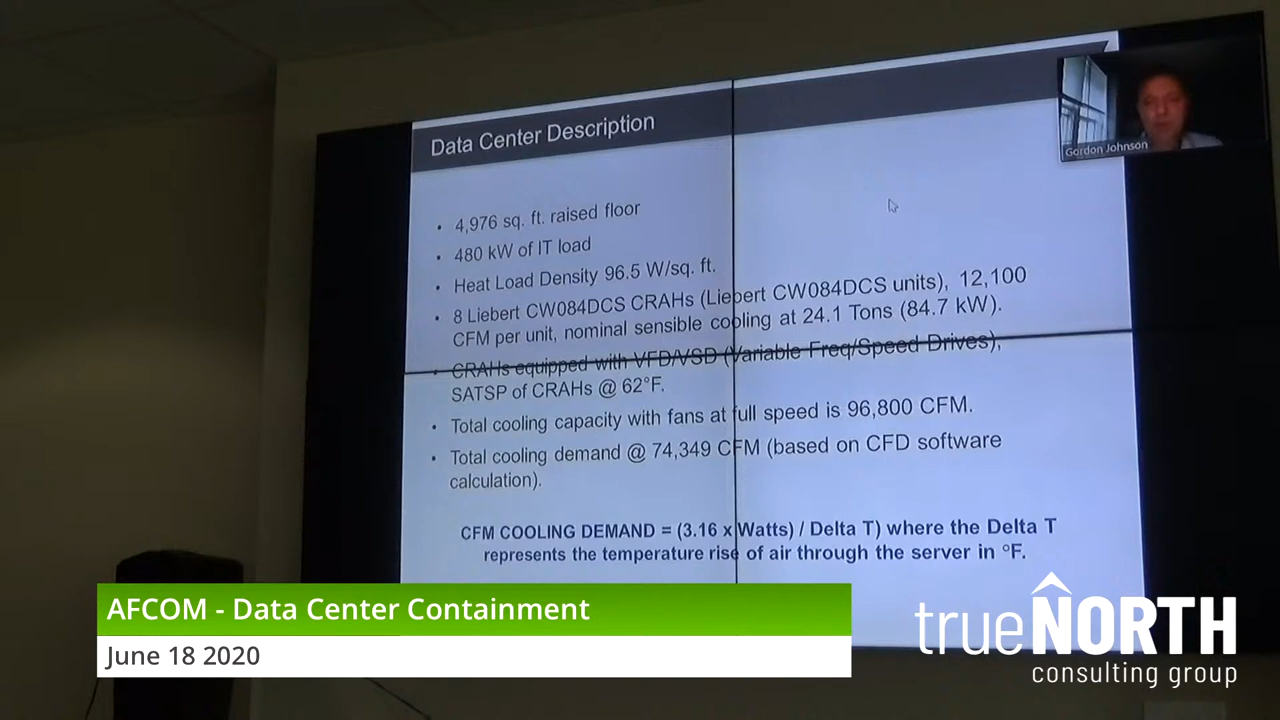 Data Center Description
Gordon Johnson
• 4,976 sq. ft. raised floor
• 480 kW of IT load
• Heat Load Density 96.5 W/sq. ft.
• 8 Liebert CW084DCS CRAHs (Liebert CW084DCS units), 12,100
CFM per unit, nominal sensible cooling at 24.1 Tons (84.7 kW).
• CRAHs equipped with VFD/VSD (Variable Freq/Speed Drives),
SATSP of CRAHs @ 62°F.
• Total cooling capacity with fans at full speed is 96,800 CFM.
• Total cooling demand @ 74,349 CFM (based on CFD software
calculation).
CFM COOLING DEMAND = (3.16 x Watts) / Delta T) where the Delta T
represents the temperature rise of air through the server in °F.
AFCOM - Data Center Containment
June 18 2020
trueNORTH
consulting group